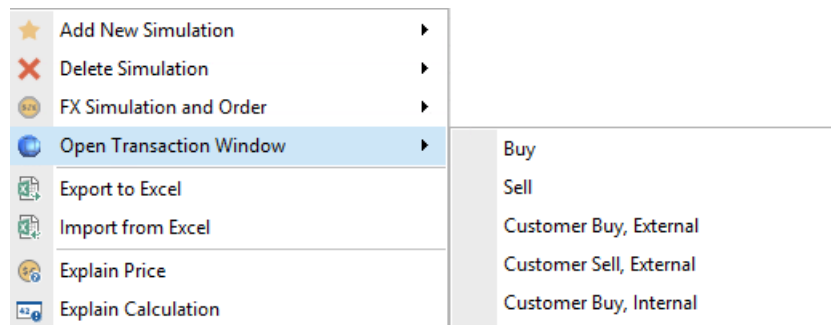 Add New Simulation
Delete Simulation
FX Simulation and Order
Open Transaction Window
Export to Excel
Import from Excel
Explain Price
Explain Calculation
Buy
Sell
Customer Buy, External
Customer Sell, External
Customer Buy, Internal